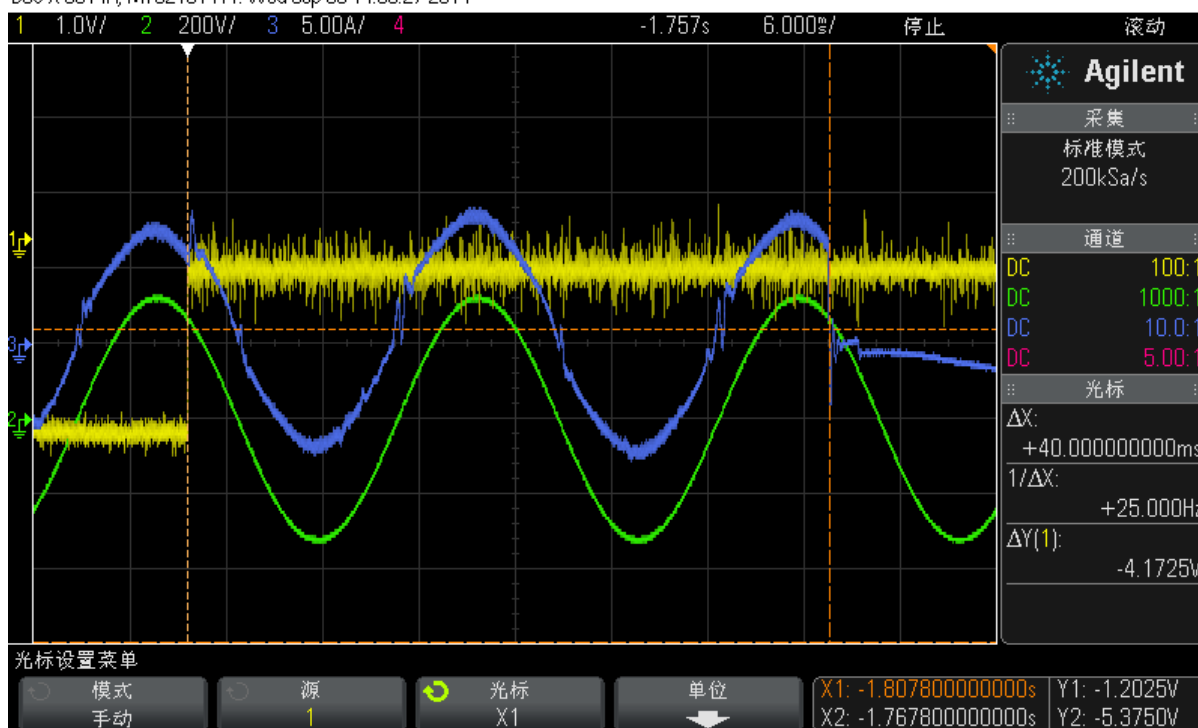 1 1.0V/ 2 200V/ 3 5.00A/ 4 -1.757s 6.000㎳/ 停止 滚动
Agilent
采集
标准模式
200kSa/s
通道
DC 100:1
DC 1000:1
DC 10.0:1
DC 5.00:1
光标
ΔX:
+40.000000000ms
1/ΔX:
+25.000Hz
ΔY(1):
-4.1725V
1
3
2
光标设置菜单
模式 源 光标 单位
手动 1 X1
X1: -1.807800000000s Y1: -1.2025V
X2: -1.767800000000s Y2: -5.3750V